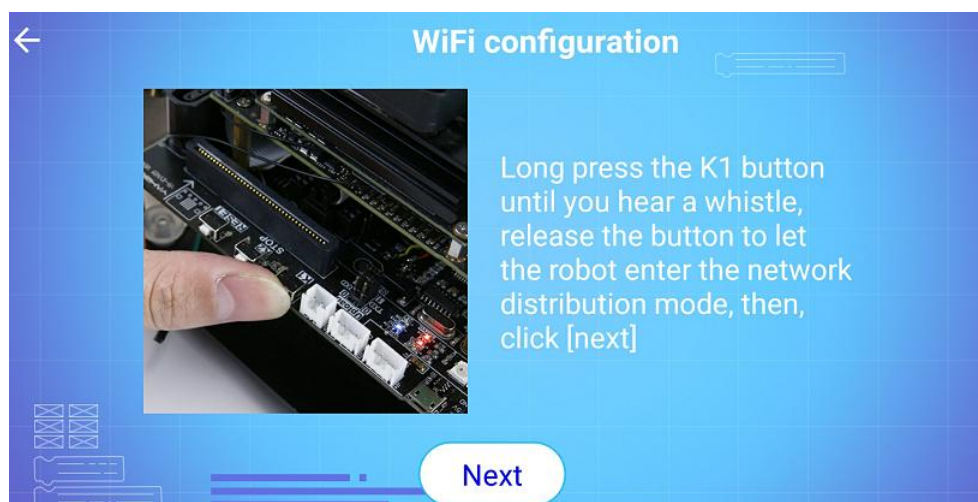 WiFi configuration
Long press the K1 button
until you hear a whistle,
release the button to let
the robot enter the network
distribution mode, then,
click [next]
STOP
K1
Next